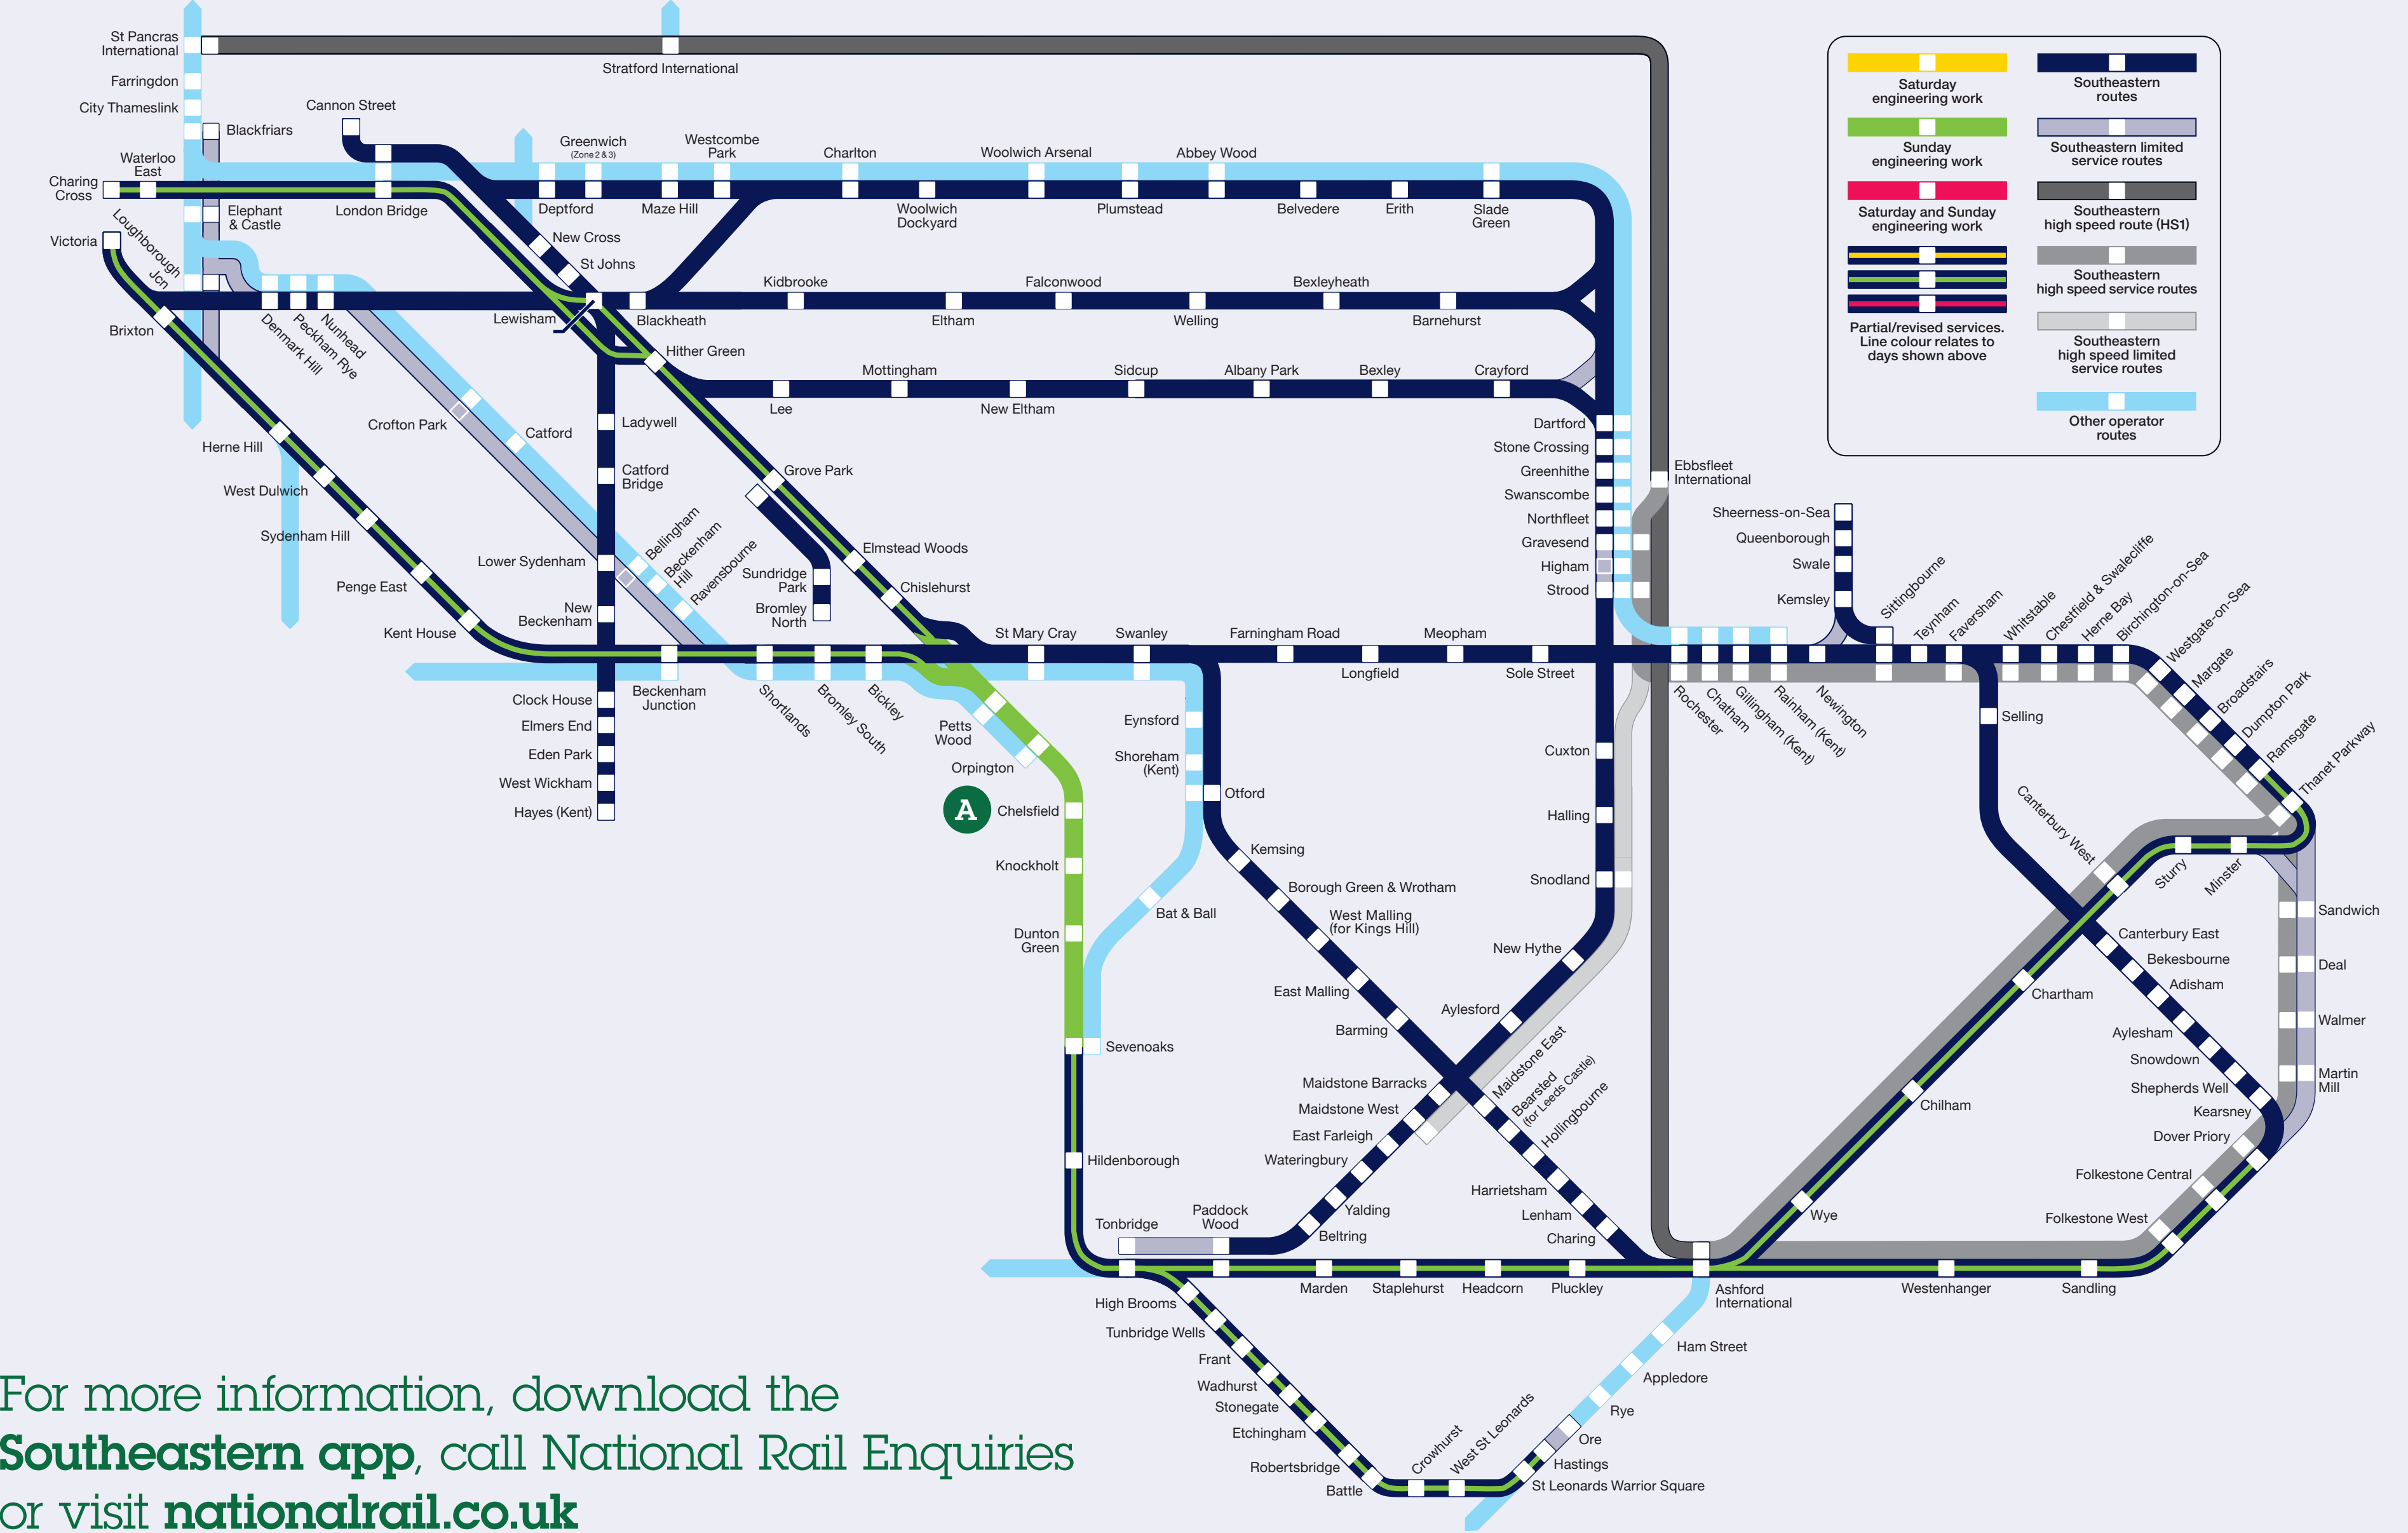 St Pancras
International
Stratford International
Farringdon
City Thameslink
Blackfriars
Cannon Street
Waterloo
East
Charing
Cross
London Bridge
Elephant
& Castle
Victoria
Loughborough
Jcn
Brixton
Denmark Hill
Peckham Rye
Nunhead
Greenwich
(Zone 2 & 3)
Westcombe
Park
Charlton
Woolwich Arsenal
Abbey Wood
Deptford
Maze Hill
Woolwich
Dockyard
Plumstead
Belvedere
Erith
Slade
Green
New Cross
St Johns
Lewisham
Blackheath
Kidbrooke
Eltham
Falconwood
Welling
Bexleyheath
Barnehurst
Hither Green
Lee
Mottingham
New Eltham
Sidcup
Albany Park
Bexley
Crayford
Crofton Park
Catford
Ladywell
Catford
Bridge
Herne Hill
West Dulwich
Sydenham Hill
Penge East
Kent House
Lower Sydenham
New
Beckenham
Bellingham
Beckenham
Hill
Ravensbourne
Grove Park
Sundridge
Park
Bromley
North
Elmstead Woods
Chislehurst
Clock House
Elmers End
Eden Park
West Wickham
Hayes (Kent)
Beckenham
Junction
Shortlands
Bromley South
Bickley
Petts
Wood
Orpington
St Mary Cray
Swanley
Farningham Road
Longfield
Meopham
Sole Street
Dartford
Stone Crossing
Greenhithe
Swanscombe
Northfleet
Gravesend
Higham
Strood
Ebbsfleet
International
Rochester
Chatham
Gillingham (Kent)
Rainham (Kent)
Newington
Sheerness-on-Sea
Queenborough
Swale
Kemsley
Sittingbourne
Teynham
Faversham
Whitstable
Chestfield & Swalecliffe
Herne Bay
Birchington-on-Sea
Westgate-on-Sea
Margate
Broadstairs
Dumpton Park
Ramsgate
Thanet Parkway
Selling
Canterbury West
Sturry
Minster
Sandwich
Deal
Walmer
Martin
Mill
Canterbury East
Bekesbourne
Adisham
Aylesham
Snowdown
Shepherds Well
Kearsney
Dover Priory
Folkestone Central
Folkestone West
Chartham
Chilham
Wye
A
Chelsfield
Knockholt
Dunton
Green
Sevenoaks
Hildenborough
Eynsford
Shoreham
(Kent)
Otford
Bat & Ball
Kemsing
Borough Green & Wrotham
West Malling
(for Kings Hill)
East Malling
Barming
Cuxton
Halling
Snodland
New Hythe
Aylesford
Maidstone East
Bearsted
(for Leeds Castle)
Hollingbourne
Maidstone Barracks
Maidstone West
East Farleigh
Wateringbury
Yalding
Beltring
Harrietsham
Lenham
Charing
Tonbridge
Paddock
Wood
Marden
Staplehurst
Headcorn
Pluckley
Ashford
International
Westenhanger
Sandling
High Brooms
Tunbridge Wells
Frant
Wadhurst
Stonegate
Etchingham
Robertsbridge
Battle
Crowhurst
West St Leonards
St Leonards Warrior Square
Hastings
Ore
Rye
Appledore
Ham Street
Saturday
engineering work
Sunday
engineering work
Saturday and Sunday
engineering work
Partial/revised services.
Line colour relates to
days shown above
Southeastern
routes
Southeastern limited
service routes
Southeastern
high speed route (HS1)
Southeastern
high speed service routes
Southeastern
high speed limited
service routes
Other operator
routes
For more information, download the
Southeastern app, call National Rail Enquiries
or visit nationalrail.co.uk